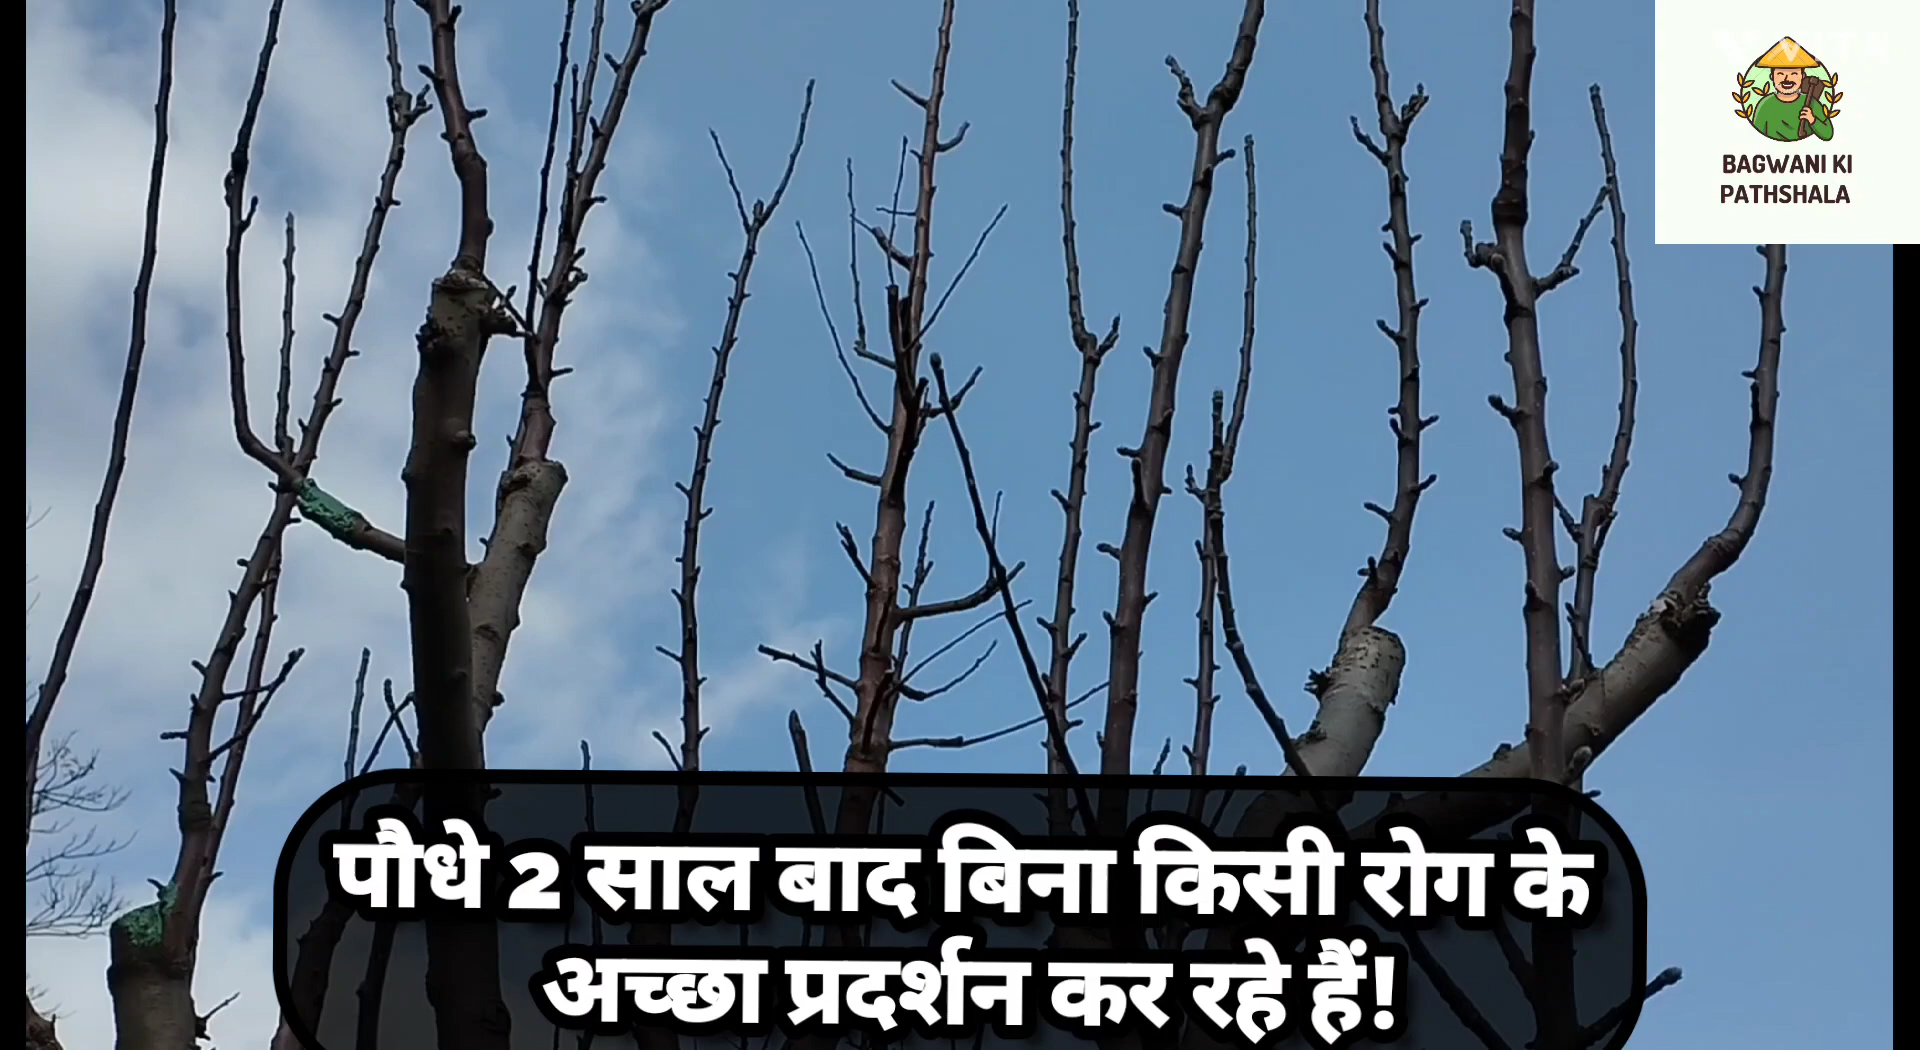 BAGWANI KI
PATHSHALA
पौधे 2 साल बाद बिना किसी रोग के
अच्छा प्रदर्शन कर रहे हैं!